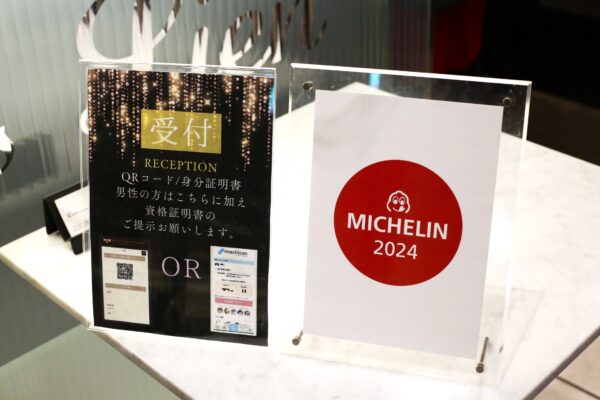 受付
RECEPTION
QRコード/身分証明書
男性の方はこちらに加え
資格証明書の
ご提示お願いします。
OR
machicon
MICHELIN
2024